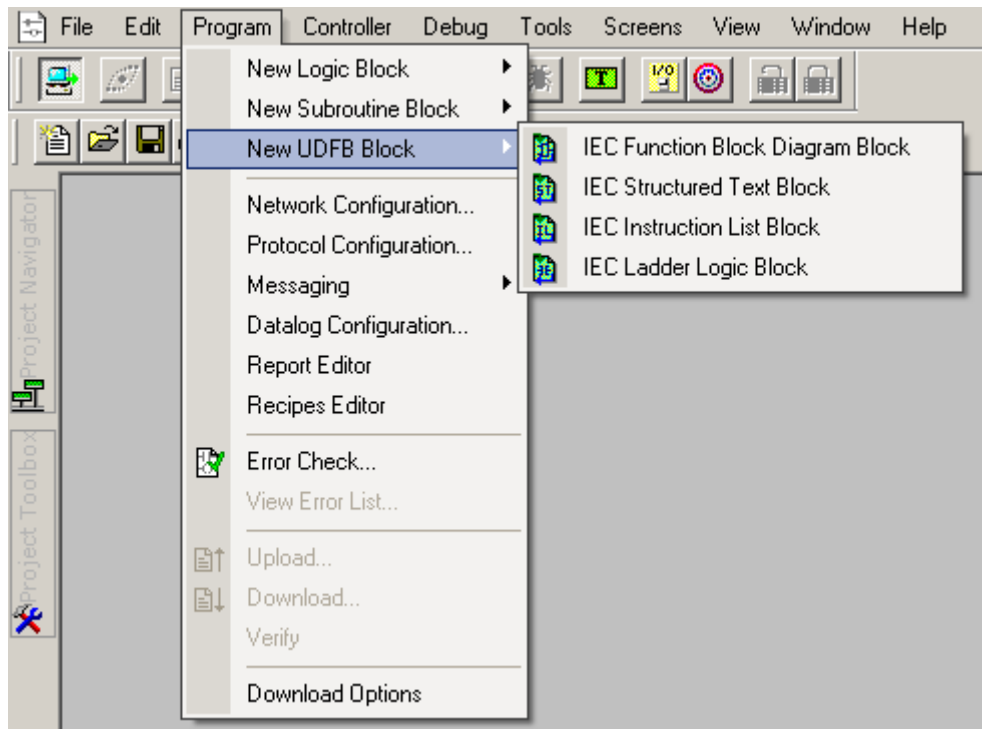 File Edit Program Controller Debug Tools Screens View Window Help
T I/O
New Logic Block
New Subroutine Block
New UDFB Block
IEC Function Block Diagram Block
ST IEC Structured Text Block
IL IEC Instruction List Block
IEC Ladder Logic Block
Network Configuration...
Protocol Configuration...
Messaging
Datalog Configuration...
Report Editor
Recipes Editor
Error Check...
View Error List...
Upload...
Download...
Verify
Download Options
Project Navigator
Project Toolbox